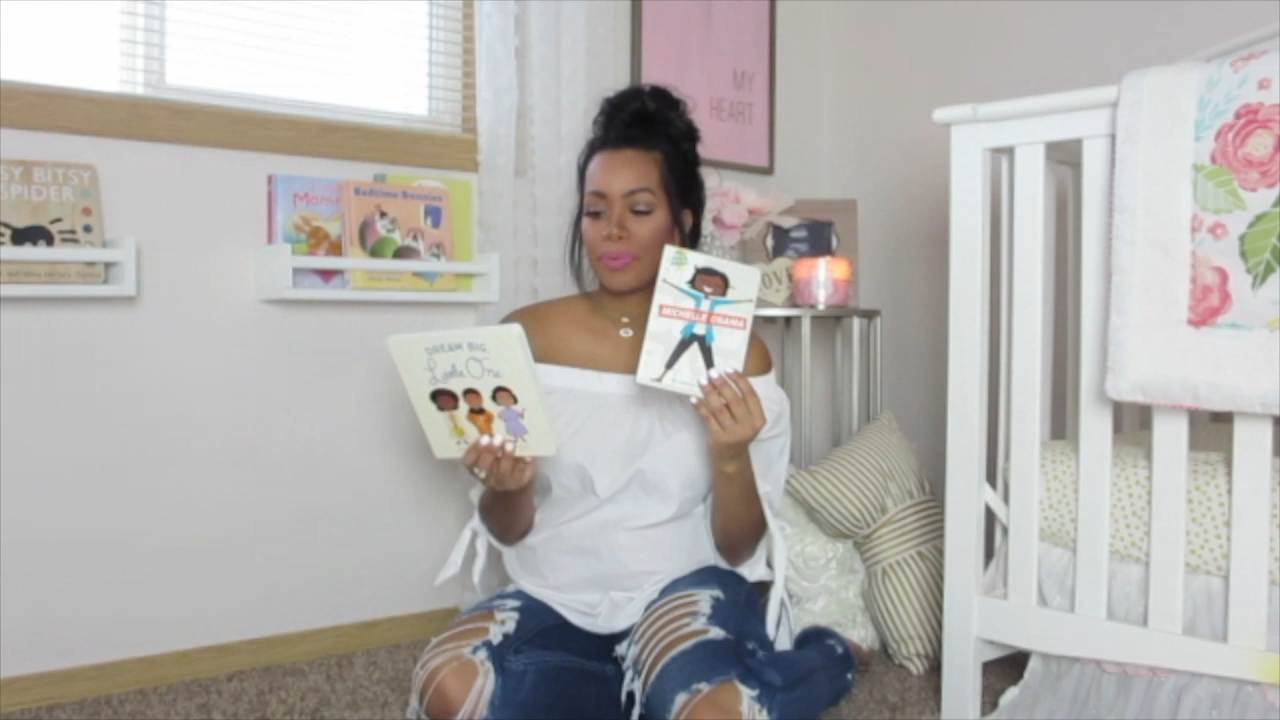 MY
HEART
SY BITSY
SPIDER
Bedtime Bunnies
DREAM BIG,
Little One
MICHELLE OBAMA